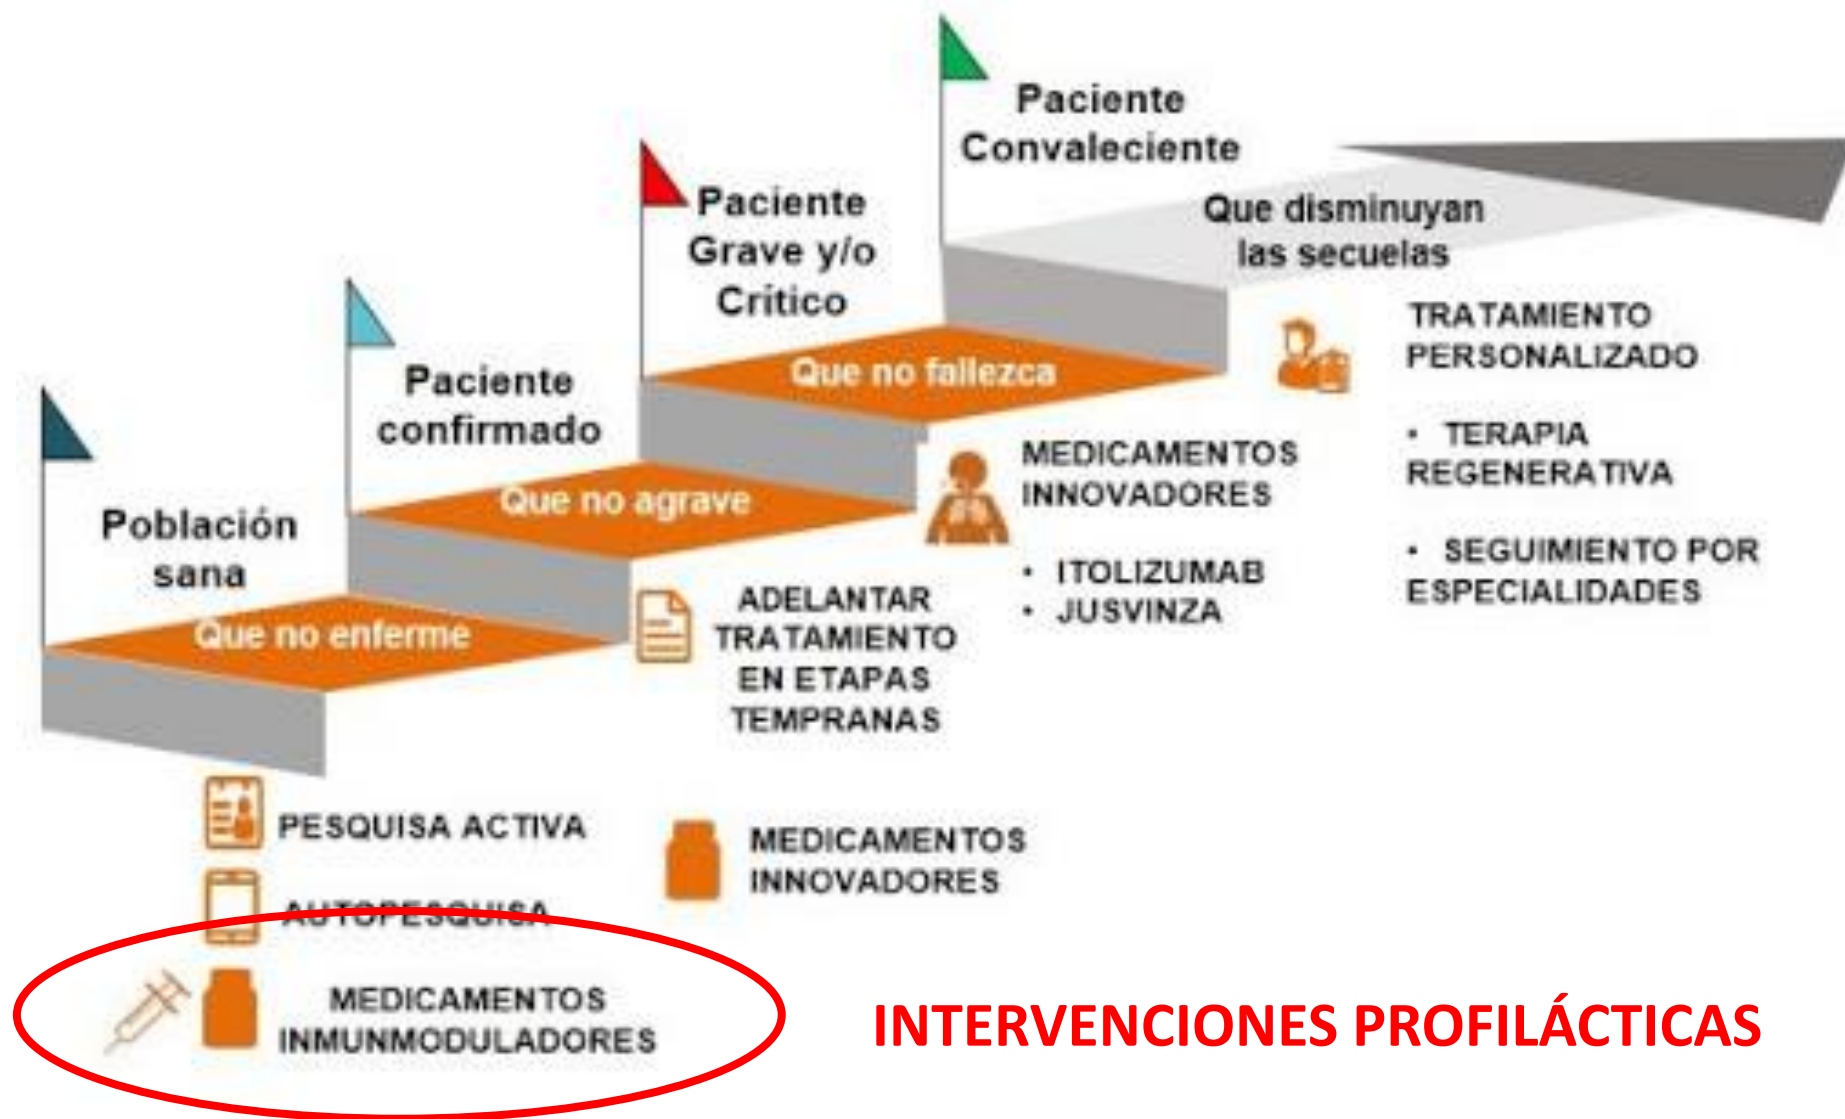 Población
sana
Que no enferme
PESQUISA ACTIVA
AUTOPESQUISA
MEDICAMENTOS
INMUNMODULADORES
Paciente
confirmado
Que no agrave
ADELANTAR
TRATAMIENTO
EN ETAPAS
TEMPRANAS
MEDICAMENTOS
INNOVADORES
Paciente
Grave y/o
Crítico
Que no fallezca
MEDICAMENTOS
INNOVADORES
• ITOLIZUMAB
• JUSVINZA
Paciente
Convaleciente
Que disminuyan
las secuelas
TRATAMIENTO
PERSONALIZADO
• TERAPIA
REGENERATIVA
• SEGUIMIENTO POR
ESPECIALIDADES
INTERVENCIONES PROFILÁCTICAS